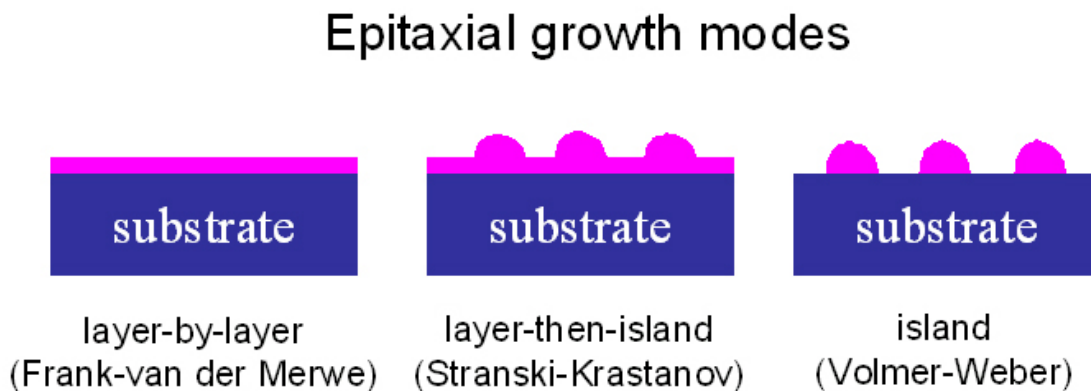 Epitaxial growth modes
substrate
substrate
substrate
layer-by-layer
(Frank-van der Merwe)
layer-then-island
(Stranski-Krastanov)
island
(Volmer-Weber)